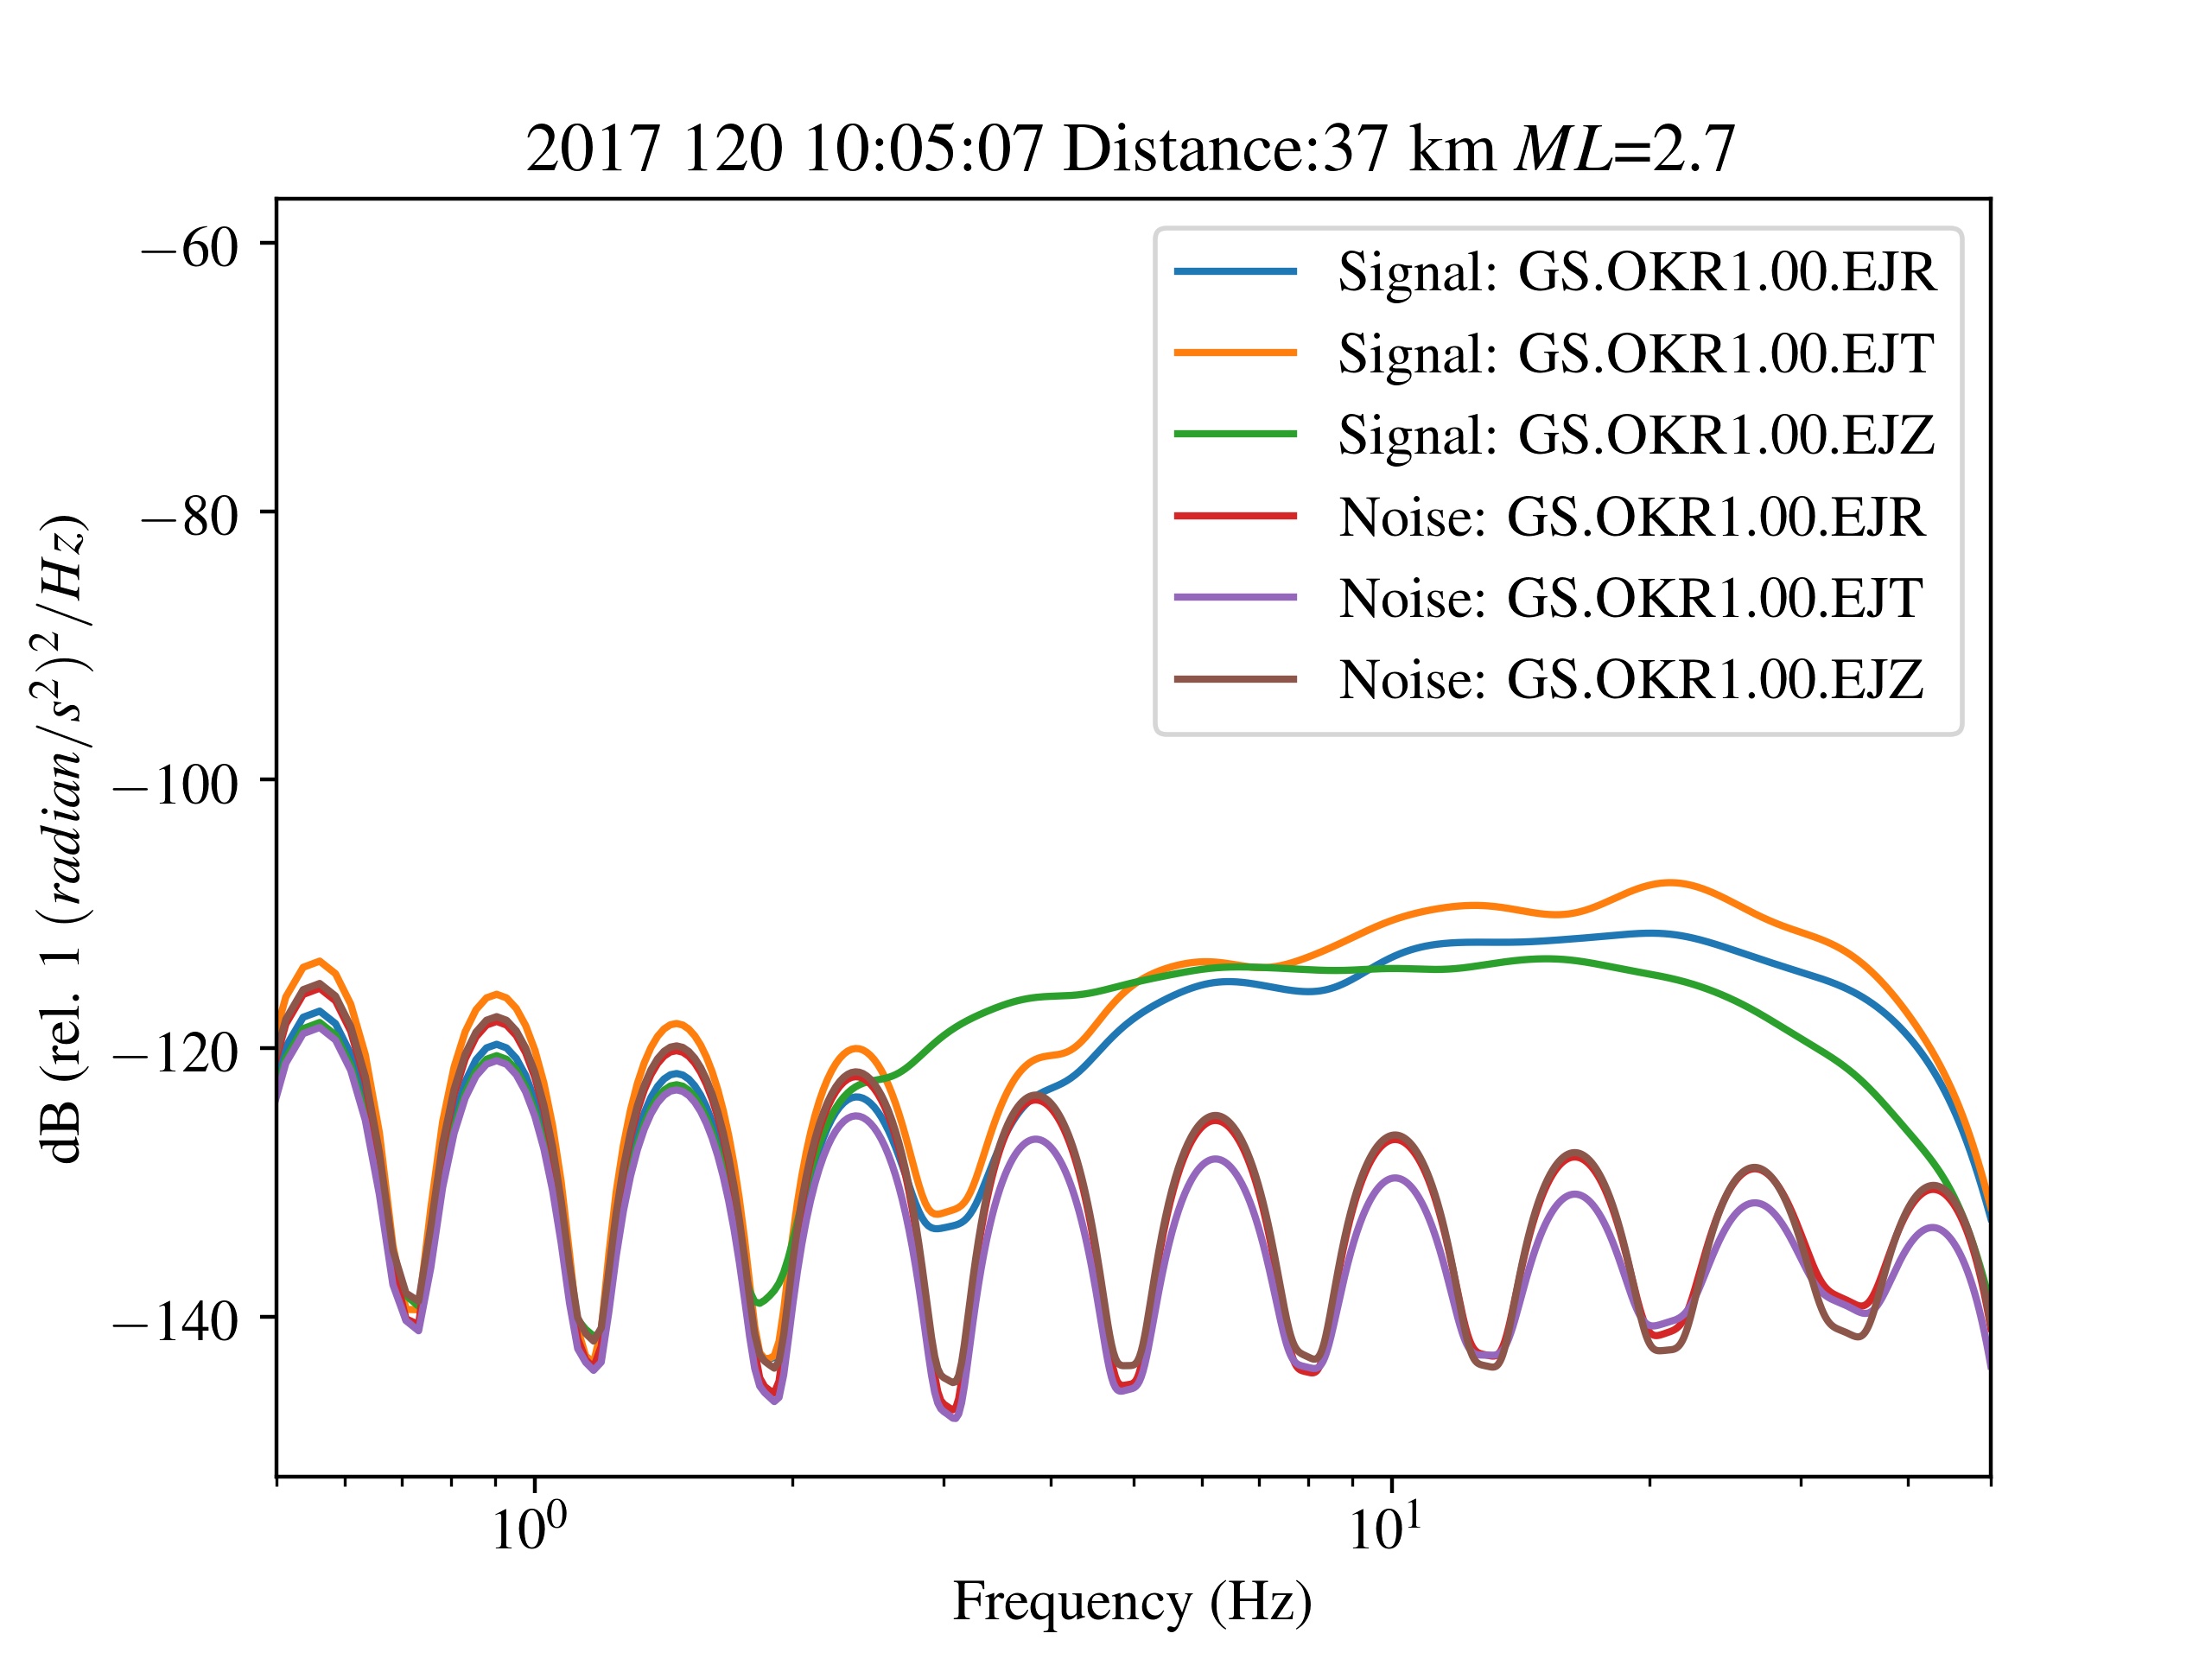 2017 120 10:05:07 Distance:37 km ML=2.7
−60
−80
−100
−120
−140
dB (rel. 1 (radian/s²)²/Hz)
Signal: GS.OKR1.00.EJR
Signal: GS.OKR1.00.EJT
Signal: GS.OKR1.00.EJZ
Noise: GS.OKR1.00.EJR
Noise: GS.OKR1.00.EJT
Noise: GS.OKR1.00.EJZ
10⁰ 10¹
Frequency (Hz)